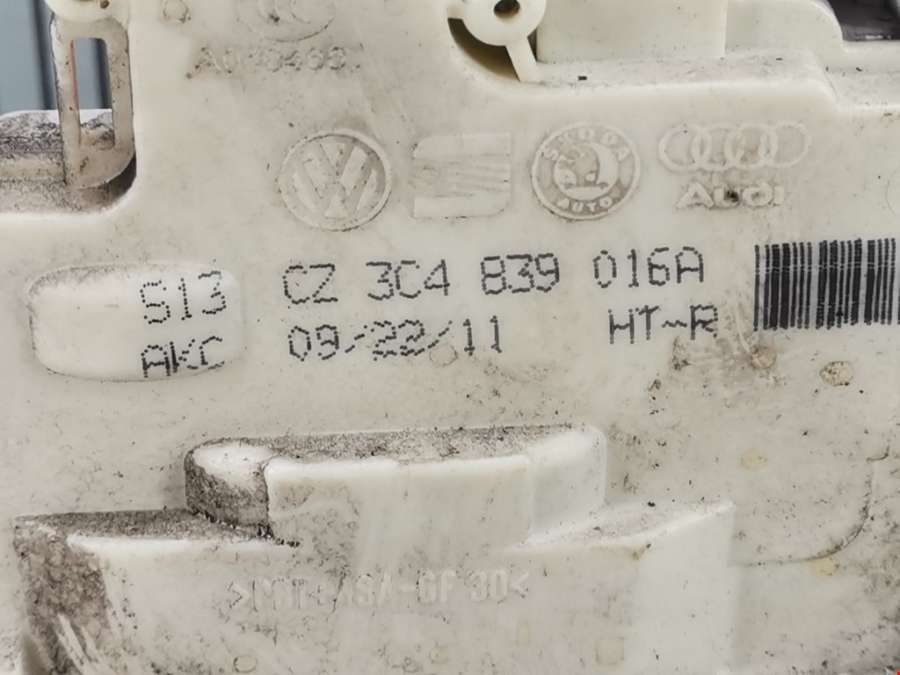 SKODA
AUTO
AUDI
S13 CZ 3C4 839 016A
AKC 09/22/11 HT-R